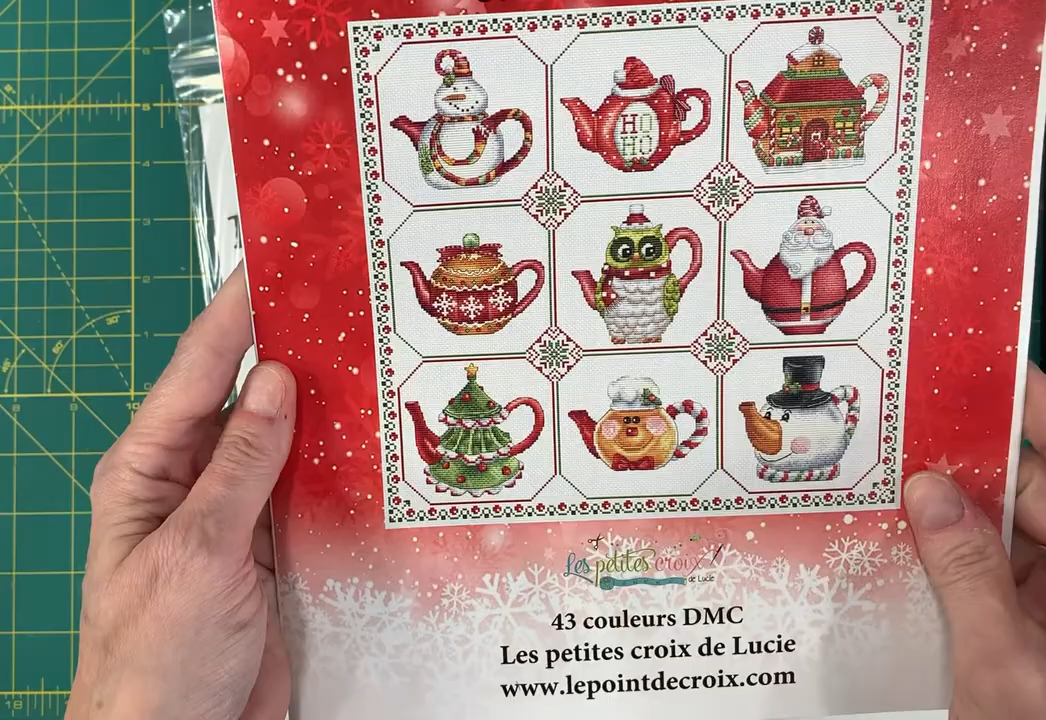 HO
HO
Les petites croix
de Lucie
43 couleurs DMC
Les petites croix de Lucie
www.lepointdecroix.com